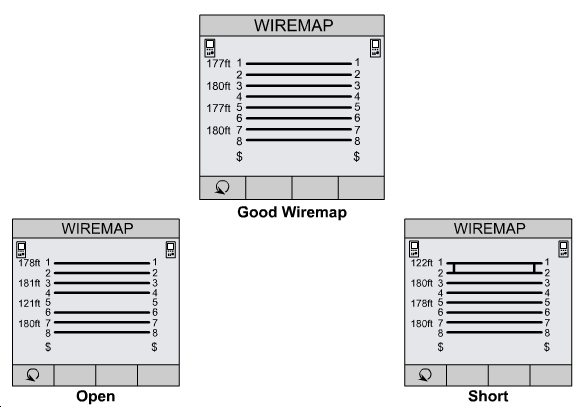 WIREMAP
177ft 1 1
2 2
180ft 3 3
4 4
177ft 5 5
6 6
180ft 7 7
8 8
$ $
Good Wiremap
WIREMAP
178ft 1 1
2 2
181ft 3 3
4 4
121ft 5 5
6 6
180ft 7 7
8 8
$ $
Open
WIREMAP
122ft 1 1
2 2
180ft 3 3
4 4
178ft 5 5
6 6
180ft 7 7
8 8
$ $
Short